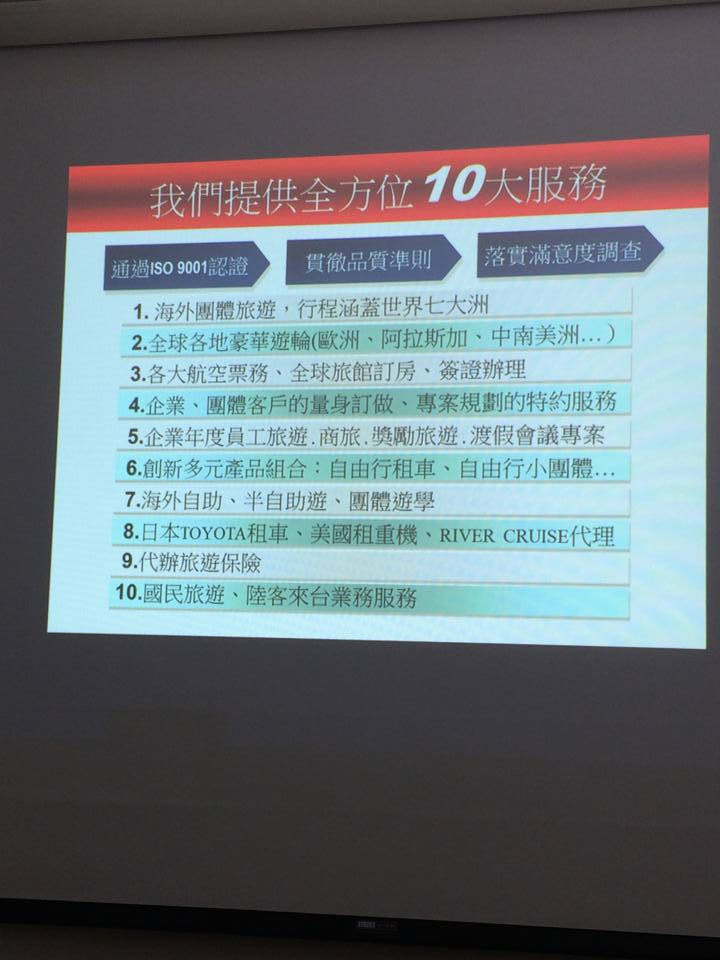 我們提供全方位10大服務
通過ISO 9001認證
貫徹品質準則
落實滿意度調查
1. 海外團體旅遊，行程涵蓋世界七大洲
2.全球各地豪華遊輪(歐洲、阿拉斯加、中南美洲…）
3.各大航空票務、全球旅館訂房、簽證辦理
4.企業、團體客戶的量身訂做、專案規劃的特約服務
5.企業年度員工旅遊.商旅.獎勵旅遊.渡假會議專案
6.創新多元產品組合：自由行租車、自由行小團體…
7.海外自助、半自助遊、團體遊學
8.日本TOYOTA租車、美國租重機、RIVER CRUISE代理
9.代辦旅遊保險
10.國民旅遊、陸客來台業務服務